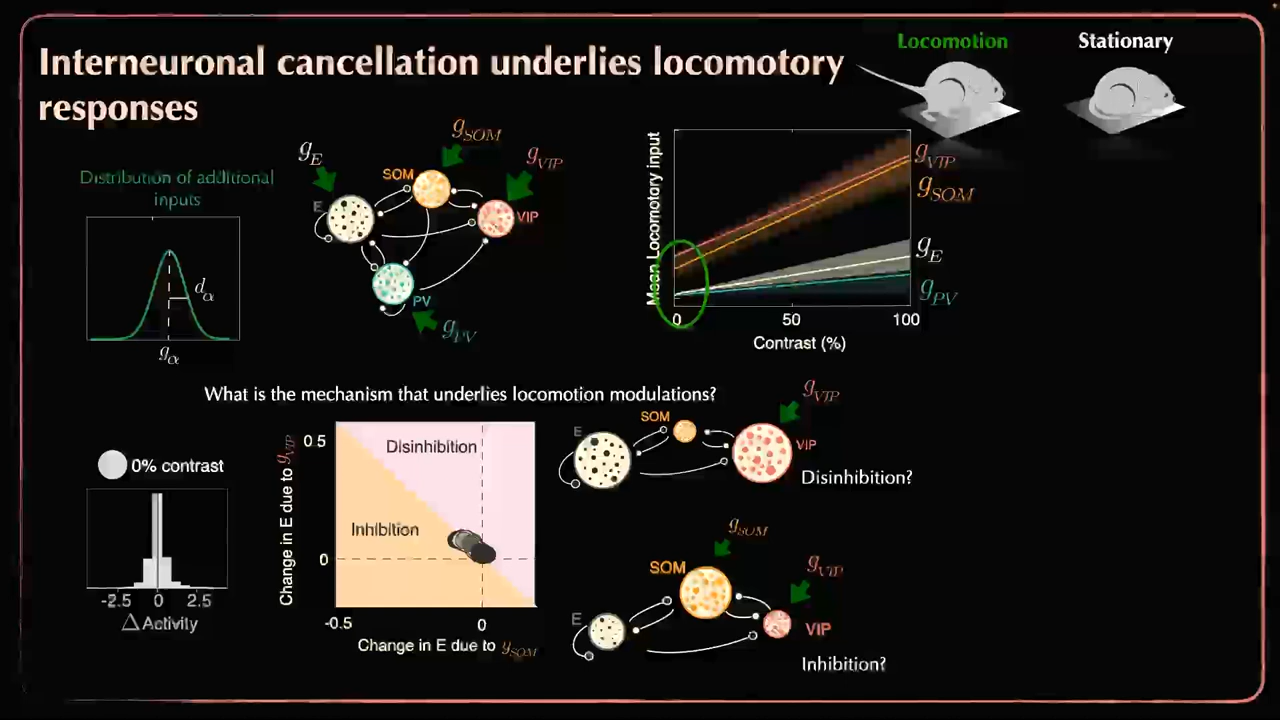 Locomotion
Stationary
Interneuronal cancellation underlies locomotory
responses
Distribution of additional
inputs
dα
gα
gE
gSOM
gVIP
SOM
E
VIP
PV
gPV
Mean Locomotory input
gVIP
gSOM
gE
gPV
0 50 100
Contrast (%)
What is the mechanism that underlies locomotion modulations?
0% contrast
-2.5 0 2.5
△ Activity
Change in E due to gVIP
0.5
0
Disinhibition
Inhibition
-0.5 0
Change in E due to gSOM
gVIP
SOM
E
VIP
Disinhibition?
gSOM
gVIP
SOM
E
VIP
Inhibition?